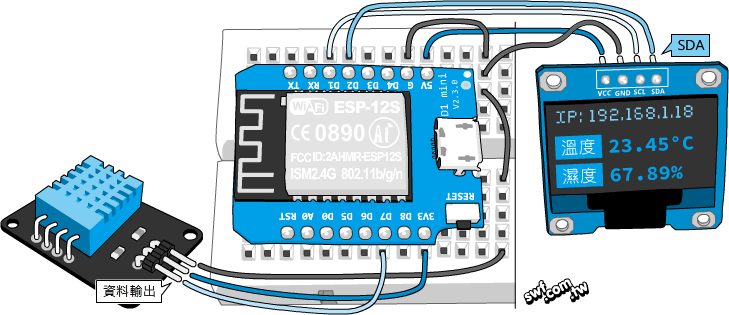 TX RX D1 D2 D3 D4 G 5V
D1 mini
V2.3.0
WiFi ESP-12S
CE 0890 Ai
FCC ID:2AHMR-ESP12S
ISM2.4G 802.11b/g/n
RESET
RST A0 D0 D5 D6 D7 D8 3V3
SDA
VCC GND SCL SDA
IP:192.168.1.18
溫度 23.45°C
濕度 67.89%
資料輸出
swf.com.tw